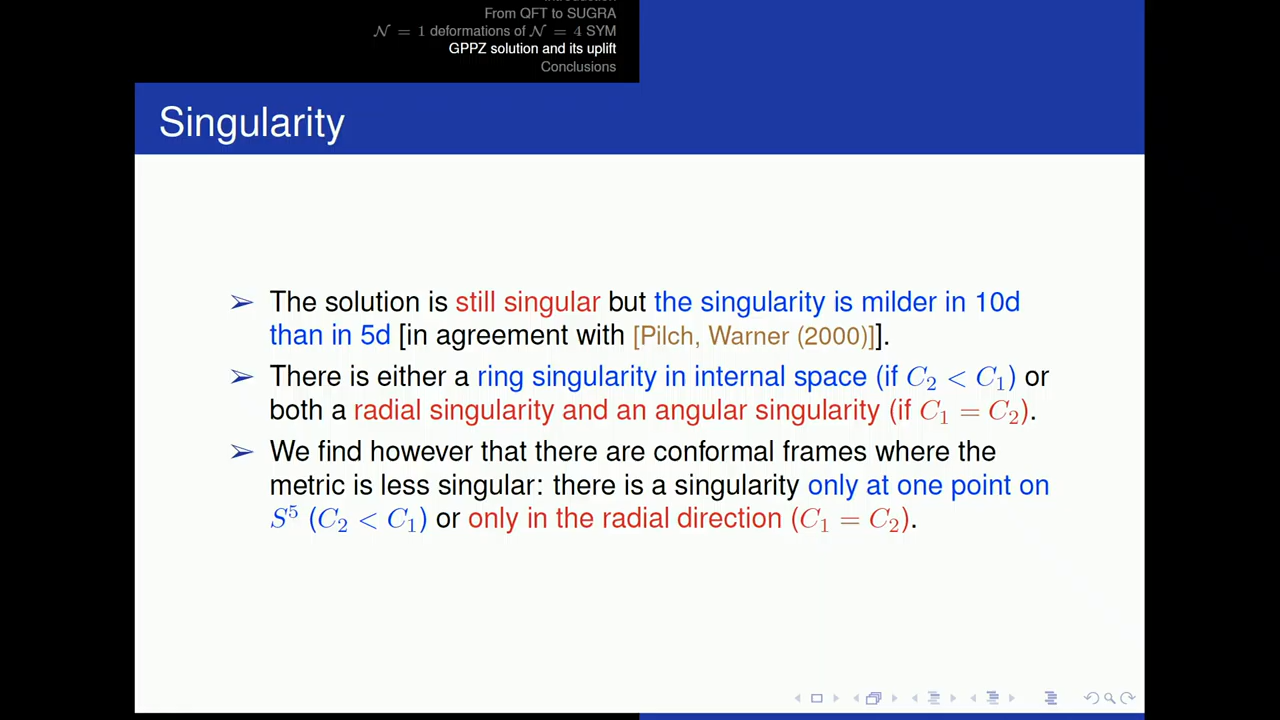 Introduction
From QFT to SUGRA
𝒩 = 1 deformations of 𝒩 = 4 SYM
GPPZ solution and its uplift
Conclusions
Singularity
➢ The solution is still singular but the singularity is milder in 10d
than in 5d [in agreement with [Pilch, Warner (2000)]].
➢ There is either a ring singularity in internal space (if C₂ < C₁) or
both a radial singularity and an angular singularity (if C₁ = C₂).
➢ We find however that there are conformal frames where the
metric is less singular: there is a singularity only at one point on
S⁵ (C₂ < C₁) or only in the radial direction (C₁ = C₂).